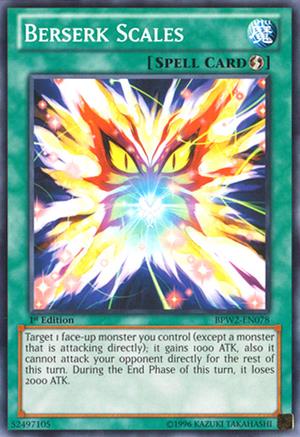 BERSERK SCALES
魔
[SPELL CARD]
1st Edition
BPW2-EN078
Target 1 face-up monster you control (except a monster
that is attacking directly); it gains 1000 ATK, also it
cannot attack your opponent directly for the rest of
this turn. During the End Phase of this turn, it loses
2000 ATK.
52497105
©1996 KAZUKI TAKAHASHI